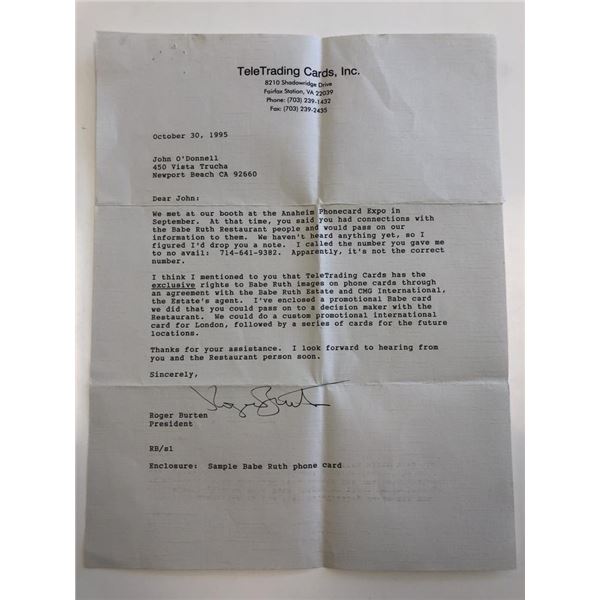 TeleTrading Cards, Inc.
8210 Shadowridge Drive
Fairfax Station, VA 22039
Phone: (703) 239-1432
Fax: (703) 239-2435
October 30, 1995
John O'Donnell
450 Vista Trucha
Newport Beach CA 92660
Dear John:
We met at our booth at the Anaheim Phonecard Expo in
September. At that time, you said you had connections with
the Babe Ruth Restaurant people and would pass on our
information to them. We haven't heard anything yet, so I
figured I'd drop you a note. I called the number you gave me
to no avail: 714-641-9382. Apparently, it's not the correct
number.
I think I mentioned to you that TeleTrading Cards has the
exclusive rights to Babe Ruth images on phone cards through
an agreement with the Babe Ruth Estate and CMG International,
the Estate's agent. I've enclosed a promotional Babe card
we did that you could pass on to a decision maker with the
Restaurant. We could do a custom promotional international
card for London, followed by a series of cards for the future
locations.
Thanks for your assistance. I look forward to hearing from
you and the Restaurant person soon.
Sincerely,
Roger Burten
Roger Burten
President
RB/sl
Enclosure: Sample Babe Ruth phone card